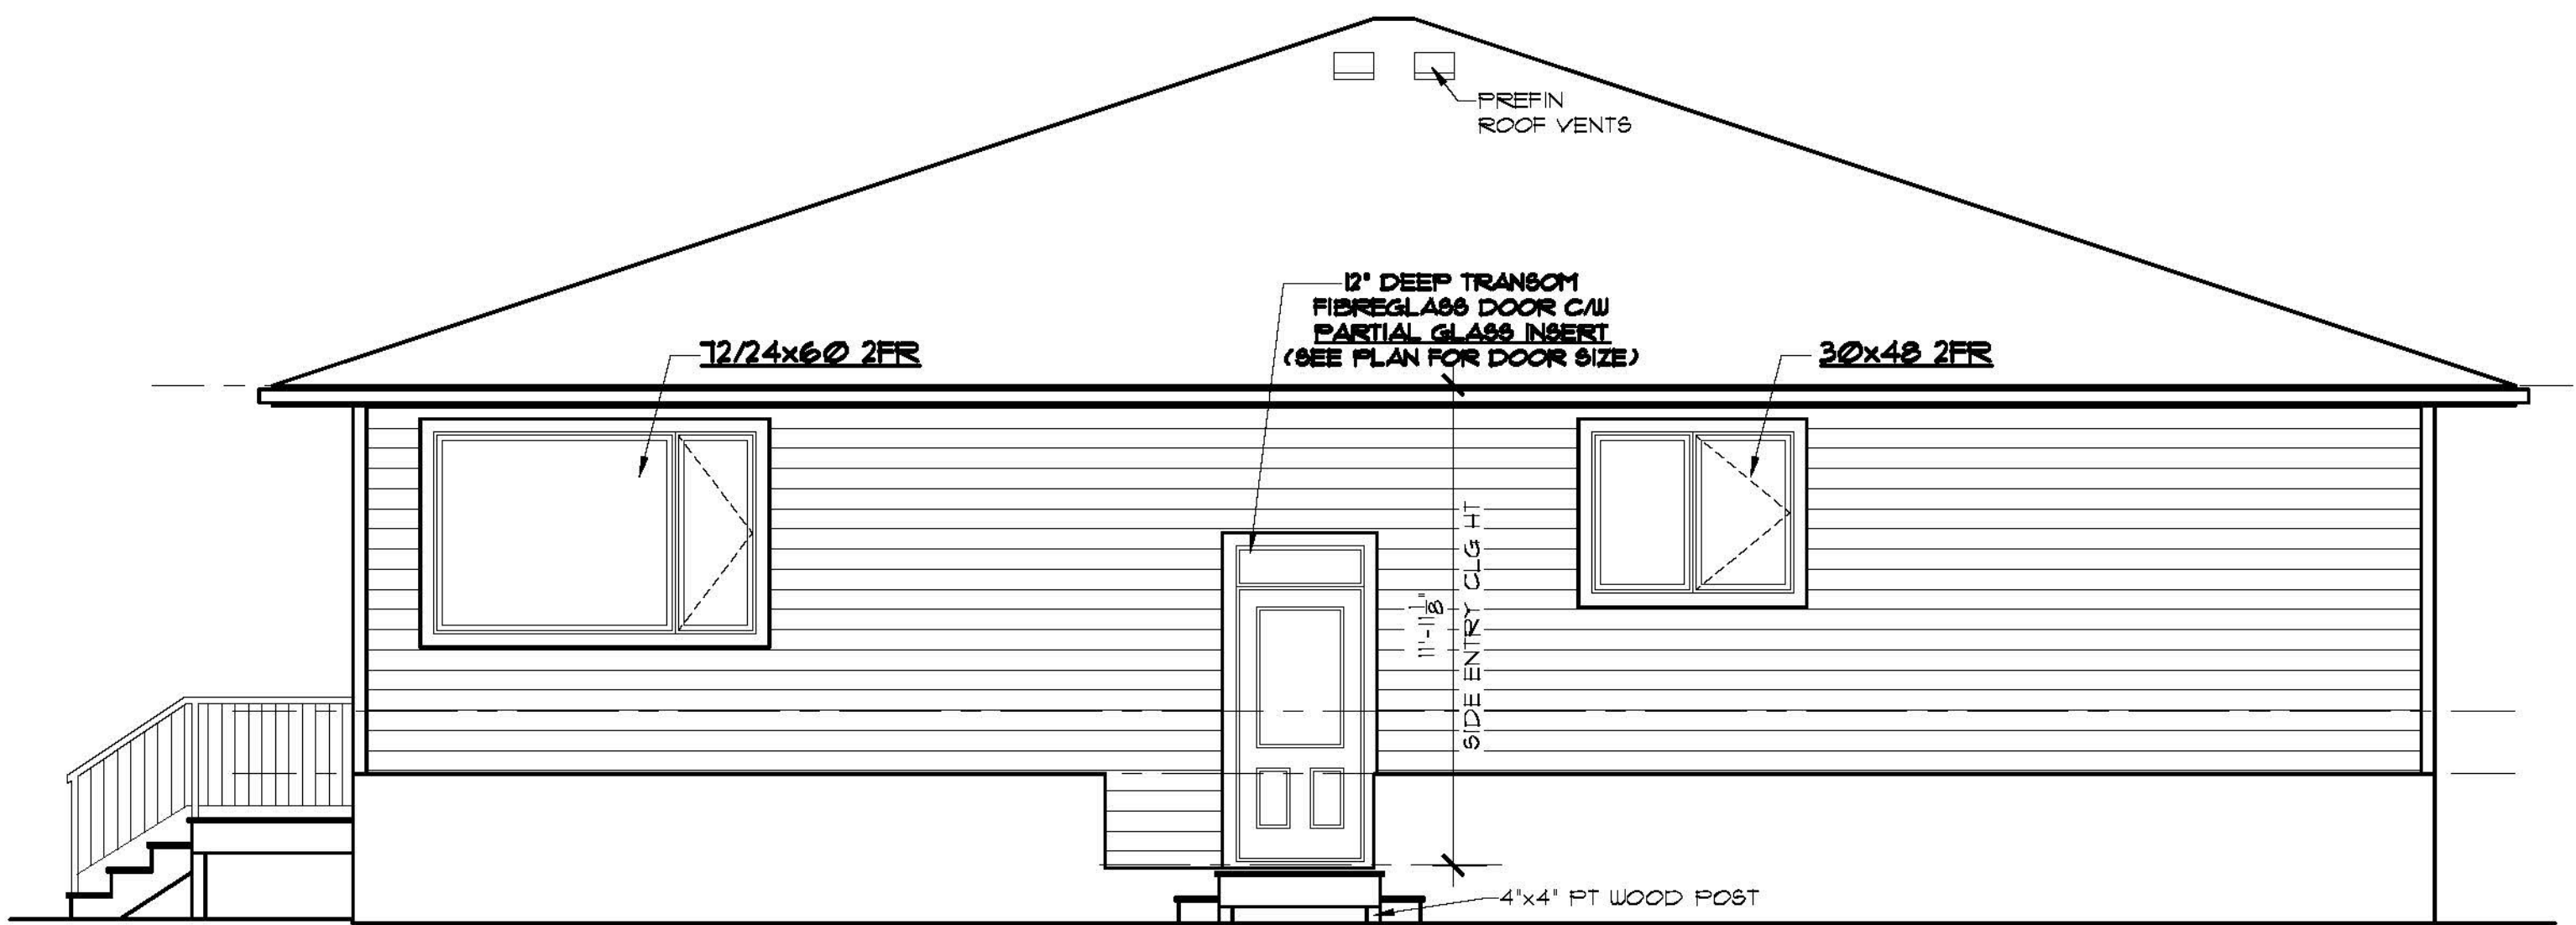 PREFIN
ROOF VENTS
12" DEEP TRANSOM
FIBREGLASS DOOR C/W
PARTIAL GLASS INSERT
(SEE PLAN FOR DOOR SIZE)
72/24x60 2FR
30x48 2FR
11'-11 1/8"
SIDE ENTRY CLG HT
4"x4" PT WOOD POST